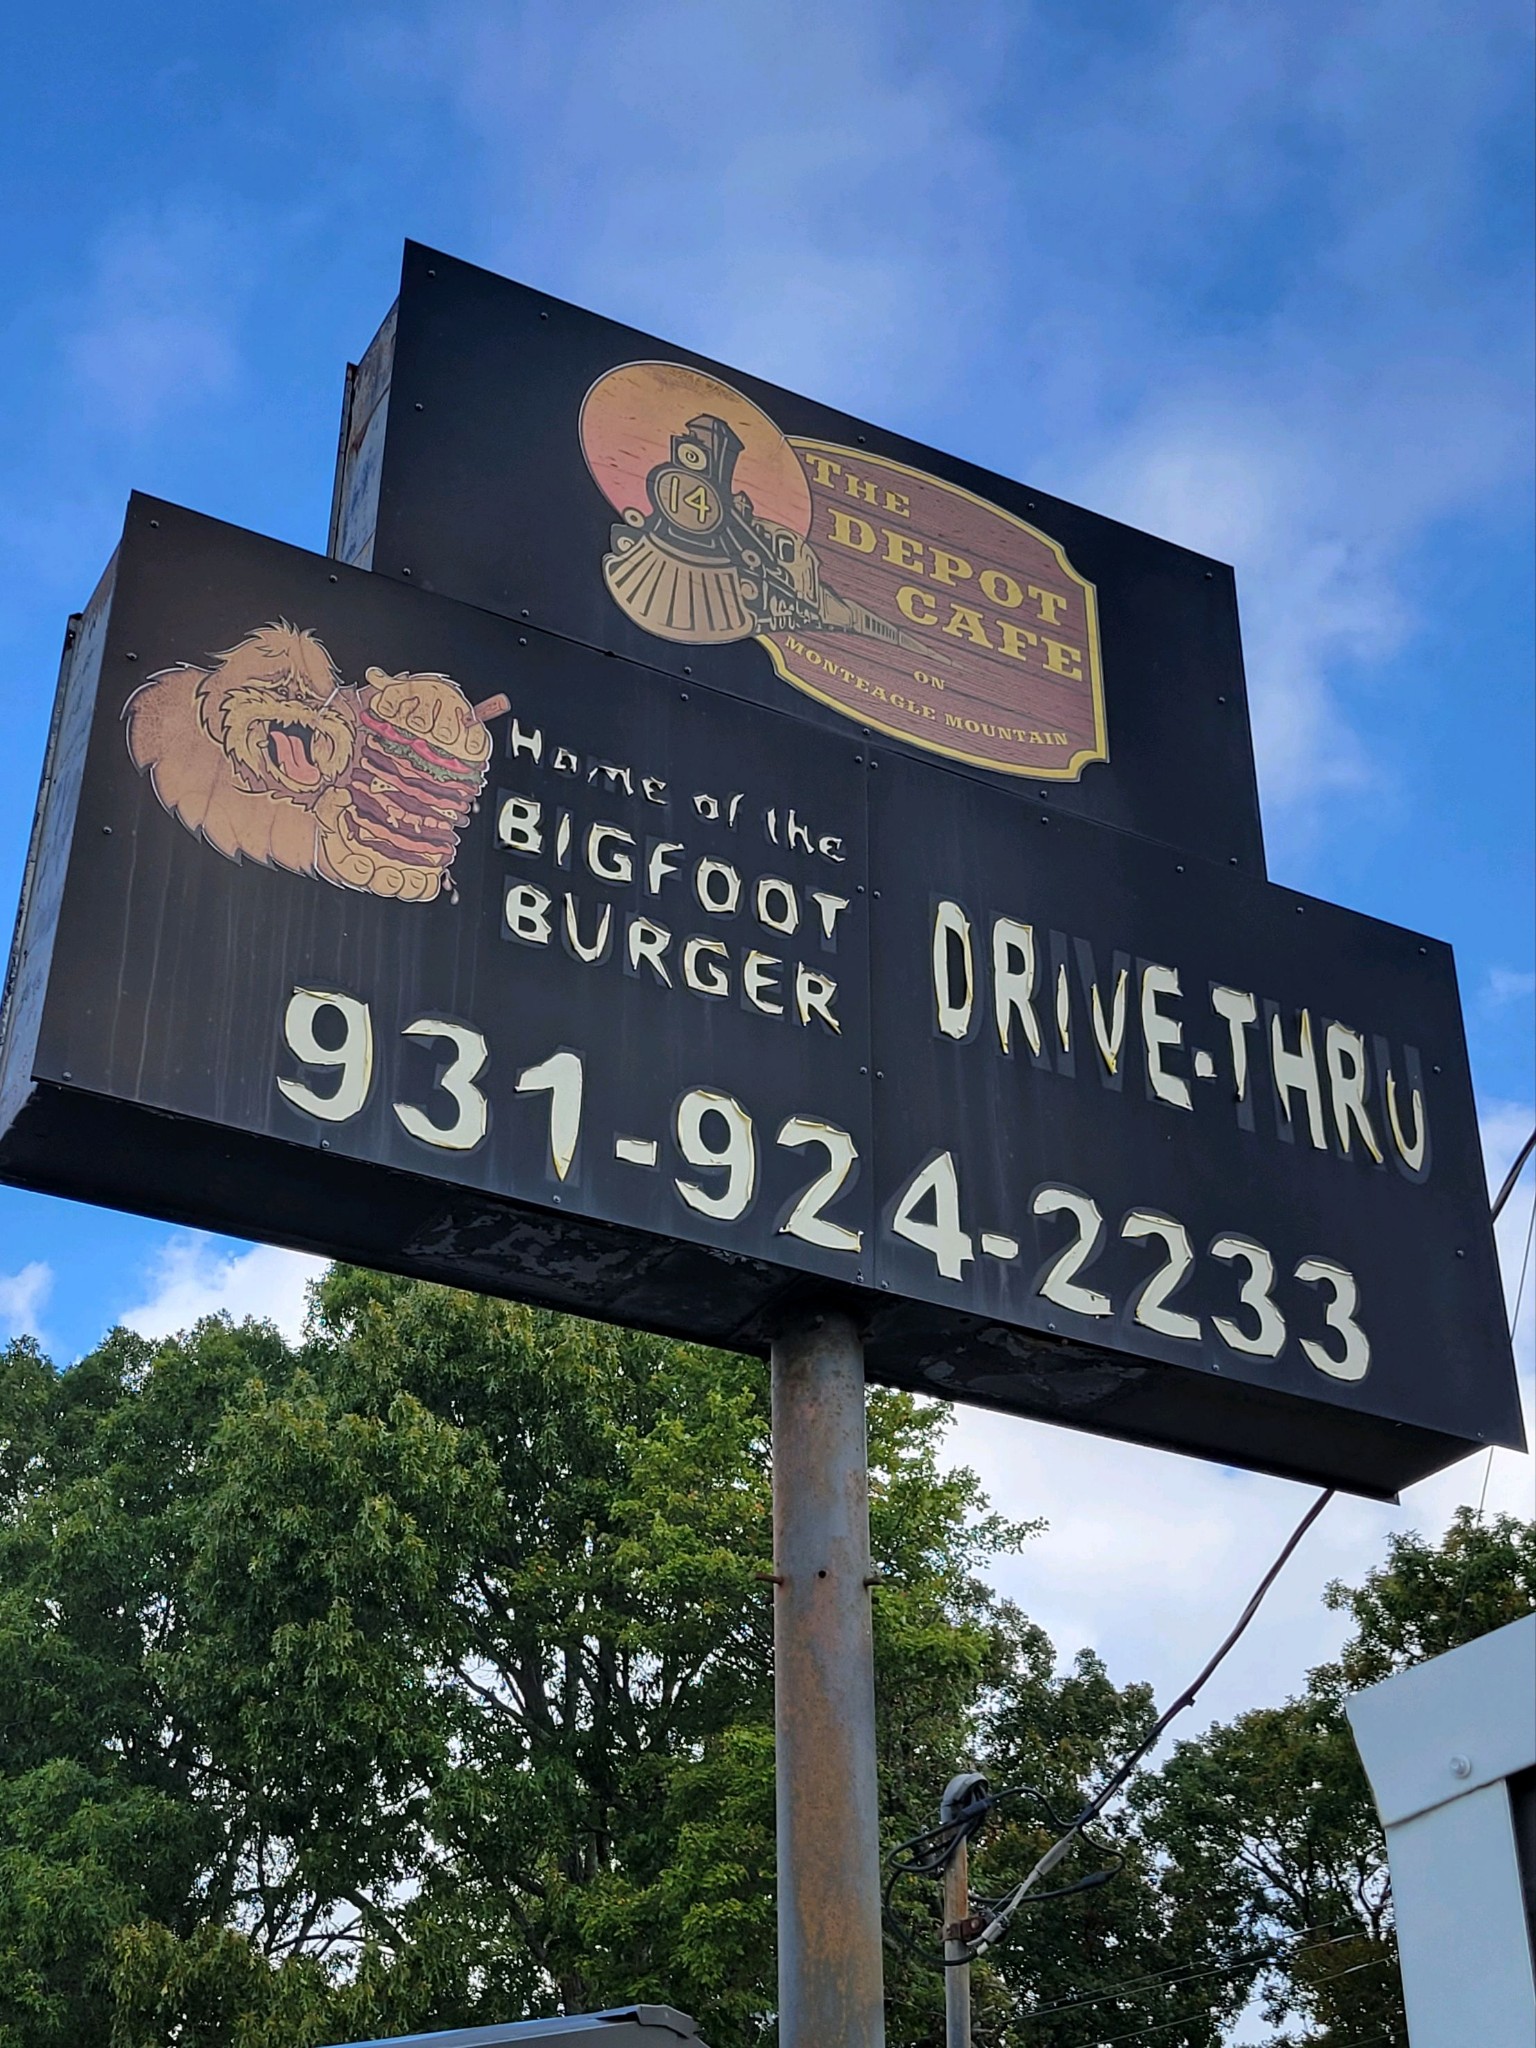 14
THE
DEPOT
CAFE
ON
MONTEAGLE MOUNTAIN
Home of the
BIGFOOT
BURGER
DRIVE-THRU
931-924-2233